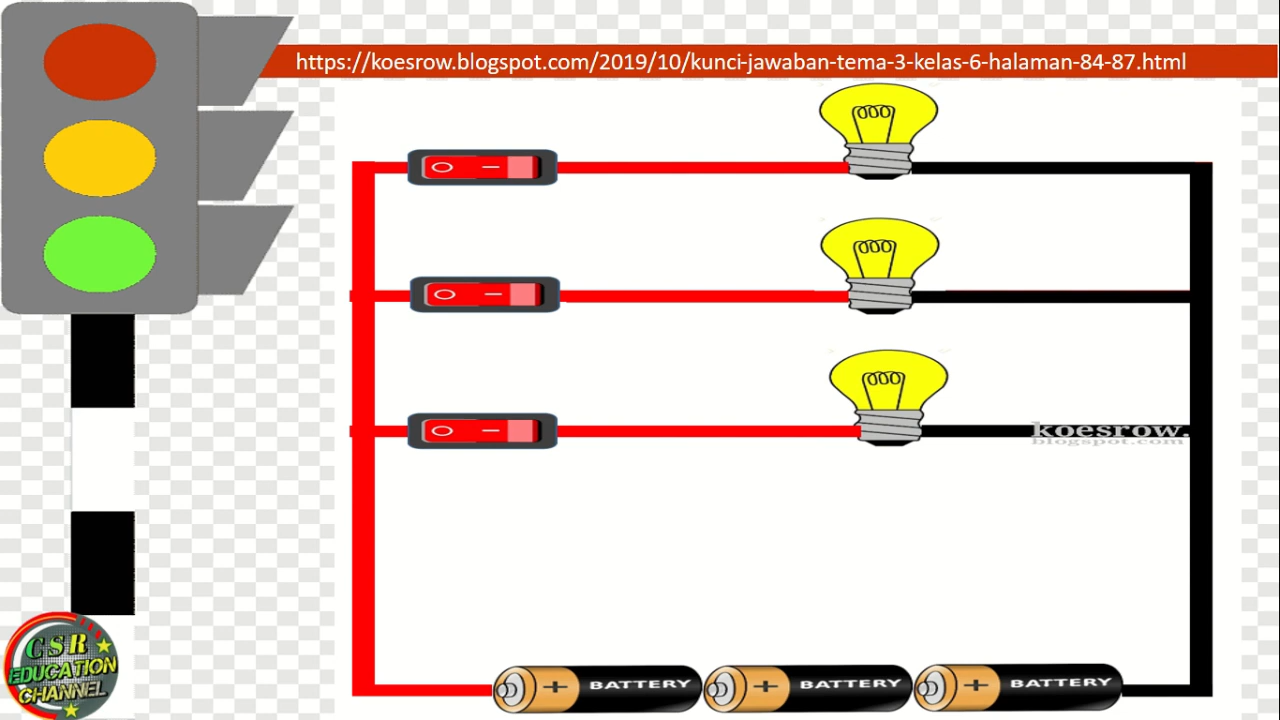 https://koesrow.blogspot.com/2019/10/kunci-jawaban-tema-3-kelas-6-halaman-84-87.html
koesrow.
blogspot.com
+ BATTERY + BATTERY + BATTERY
CSR
EDUCATION
CHANNEL